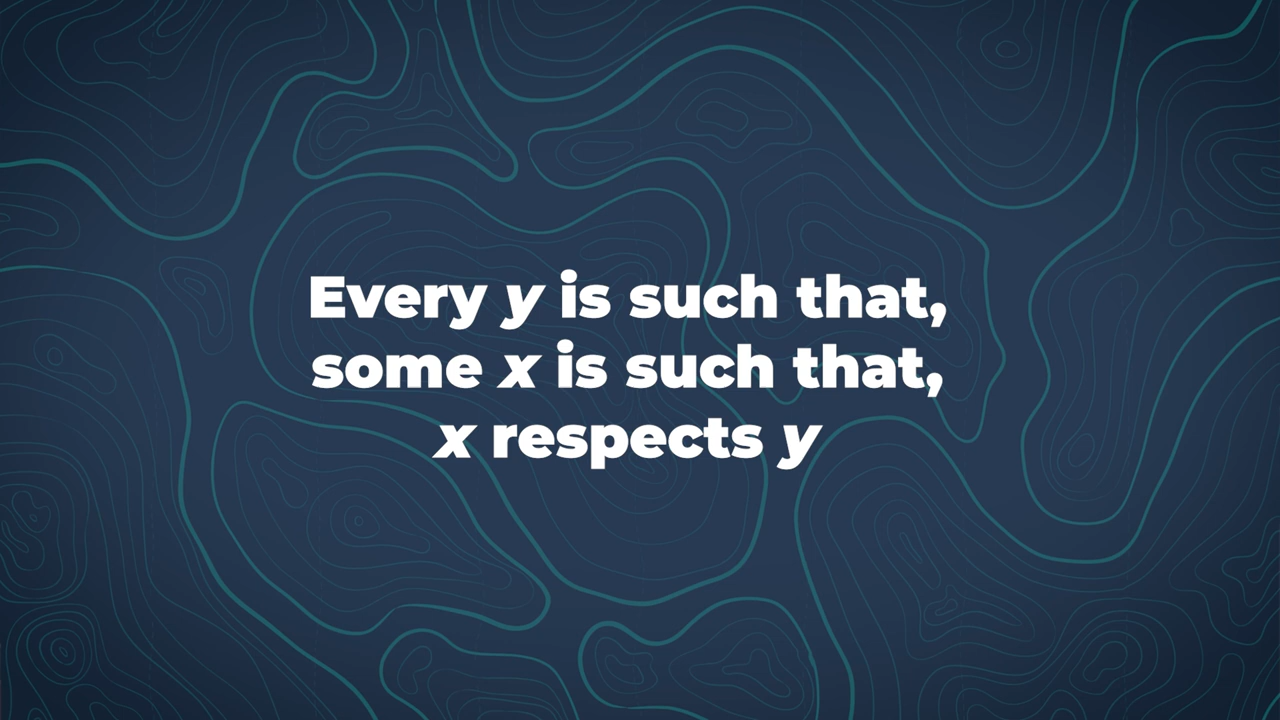 Every y is such that,
some x is such that,
x respects y